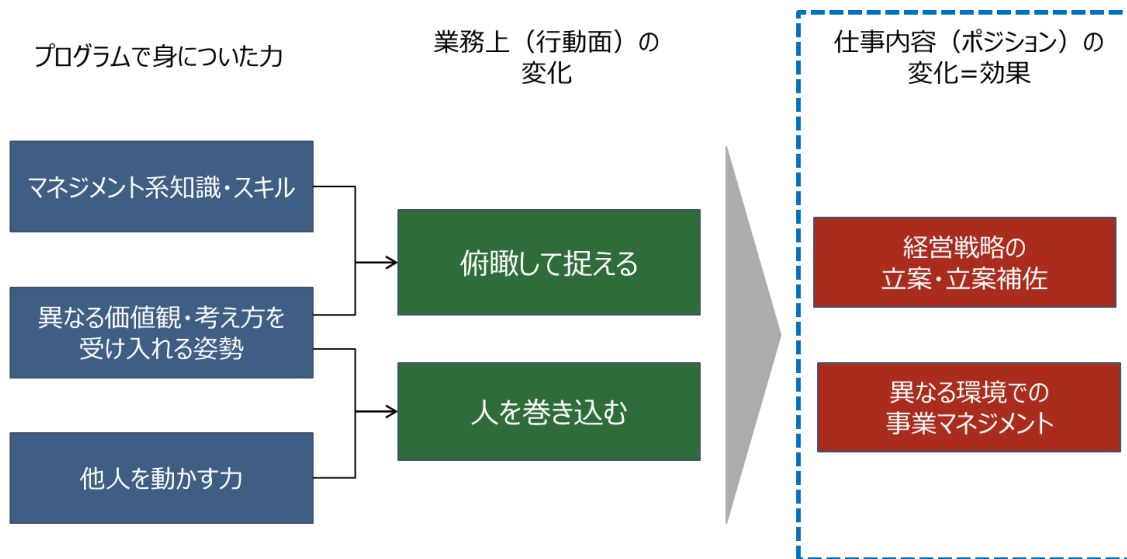 プログラムで身についた力
業務上（行動面）の
変化
仕事内容（ポジション）の
変化=効果
マネジメント系知識・スキル
異なる価値観・考え方を
受け入れる姿勢
他人を動かす力
俯瞰して捉える
人を巻き込む
経営戦略の
立案・立案補佐
異なる環境での
事業マネジメント